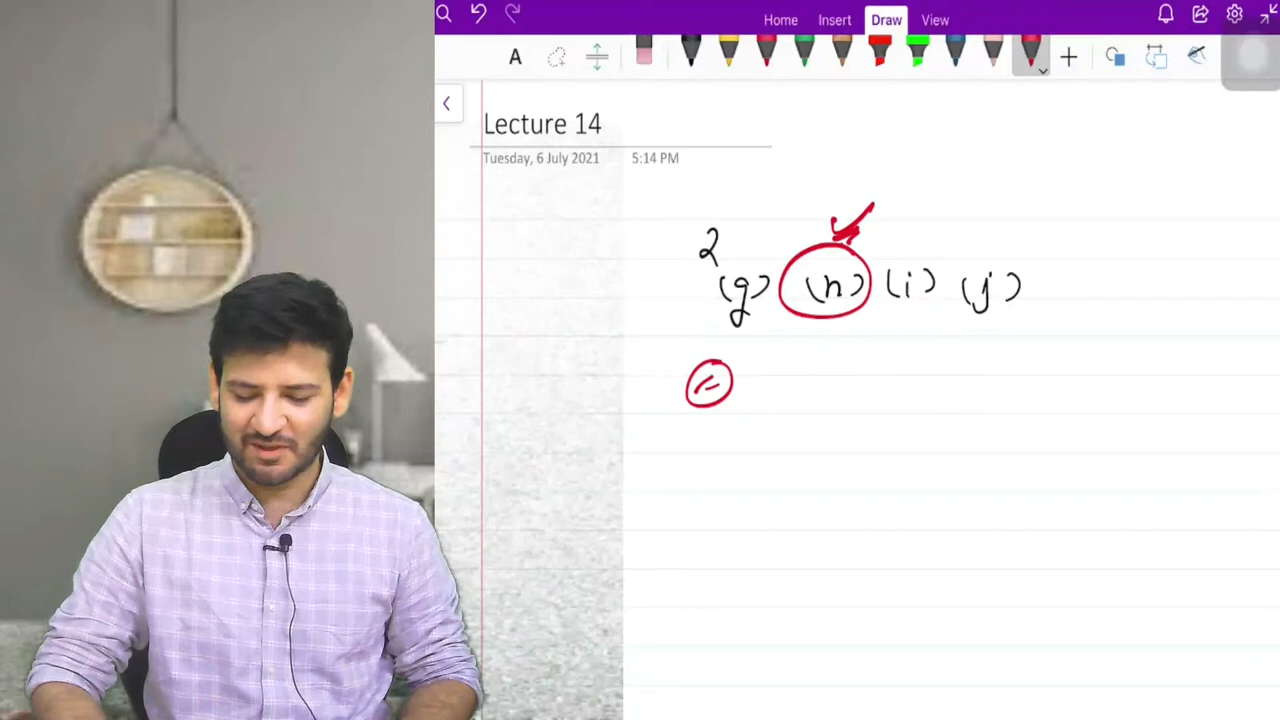 Home Insert Draw View
A
Lecture 14
Tuesday, 6 July 2021 5:14 PM
2
(g) (h) (i) (j)